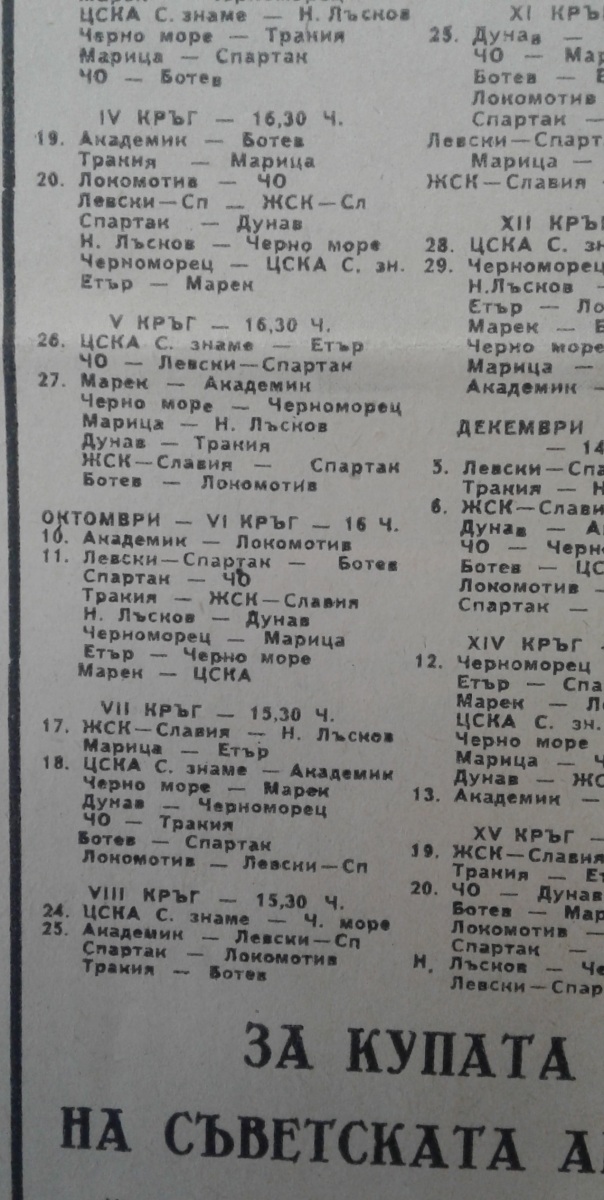 ЦСКА С. знаме — Н. Лъсков
Черно море — Тракия
Марица — Спартак
ЧО — Ботев
IV КРЪГ — 16,30 Ч.
19. Академик — Ботев
Тракия — Марица
20. Локомотив — ЧО
Левски—Сп — ЖСК—Сл
Спартак — Дунав
Н. Лъсков — Черно море
Черноморец — ЦСКА С. зн.
Етър — Марек
V КРЪГ — 16,30 Ч.
26. ЦСКА С. знаме — Етър
ЧО — Левски—Спартак
27. Марек — Академик
Черно море — Черноморец
Марица — Н. Лъсков
Дунав — Тракия
ЖСК—Славия — Спартак
Ботев — Локомотив
ОКТОМВРИ — VI КРЪГ — 16 Ч.
10. Академик — Локомотив
11. Левски—Спартак — Ботев
Спартак — ЧО
Тракия — ЖСК—Славия
Н. Лъсков — Дунав
Черноморец — Марица
Етър — Черно море
Марек — ЦСКА
VII КРЪГ — 15,30 Ч.
17. ЖСК—Славия — Н. Лъсков
Марица — Етър
18. ЦСКА С. знаме — Академик
Черно море — Марек
Дунав — Черноморец
ЧО — Тракия
Ботев — Спартак
Локомотив — Левски—Сп
VIII КРЪГ — 15,30 Ч.
24. ЦСКА С. знаме — Ч. море
25. Академик — Левски—Сп
Спартак — Локомотив
Тракия — Ботев
XI КРЪГ
25. Дунав —
ЧО — Мар
Ботев —
Локомотив
Спартак —
Левски—Спарт
Марица —
ЖСК—Славия
XII КРЪГ
28. ЦСКА С. зн
29. Черноморец
Н.Лъсков —
Етър — Ло
Марек —
Черно море
Марица —
Академик —
ДЕКЕМВРИ
— 14
5. Левски—Спа
Тракия — Н
6. ЖСК—Слави
Дунав — А
ЧО — Черн
Ботев — ЦС
Локомотив —
Спартак —
XIV КРЪГ —
12. Черноморец
Етър — Спа
Марек — Л
ЦСКА С. зн.
Черно море
Марица — Ч
Дунав — ЖС
13. Академик —
XV КРЪГ —
19. ЖСК—Славия
Тракия — Ет
20. ЧО — Дунав
Ботев — Мар
Локомотив —
Спартак —
Н. Лъсков — Че
Левски—Спар
ЗА КУПАТА
НА СЪВЕТСКАТА А